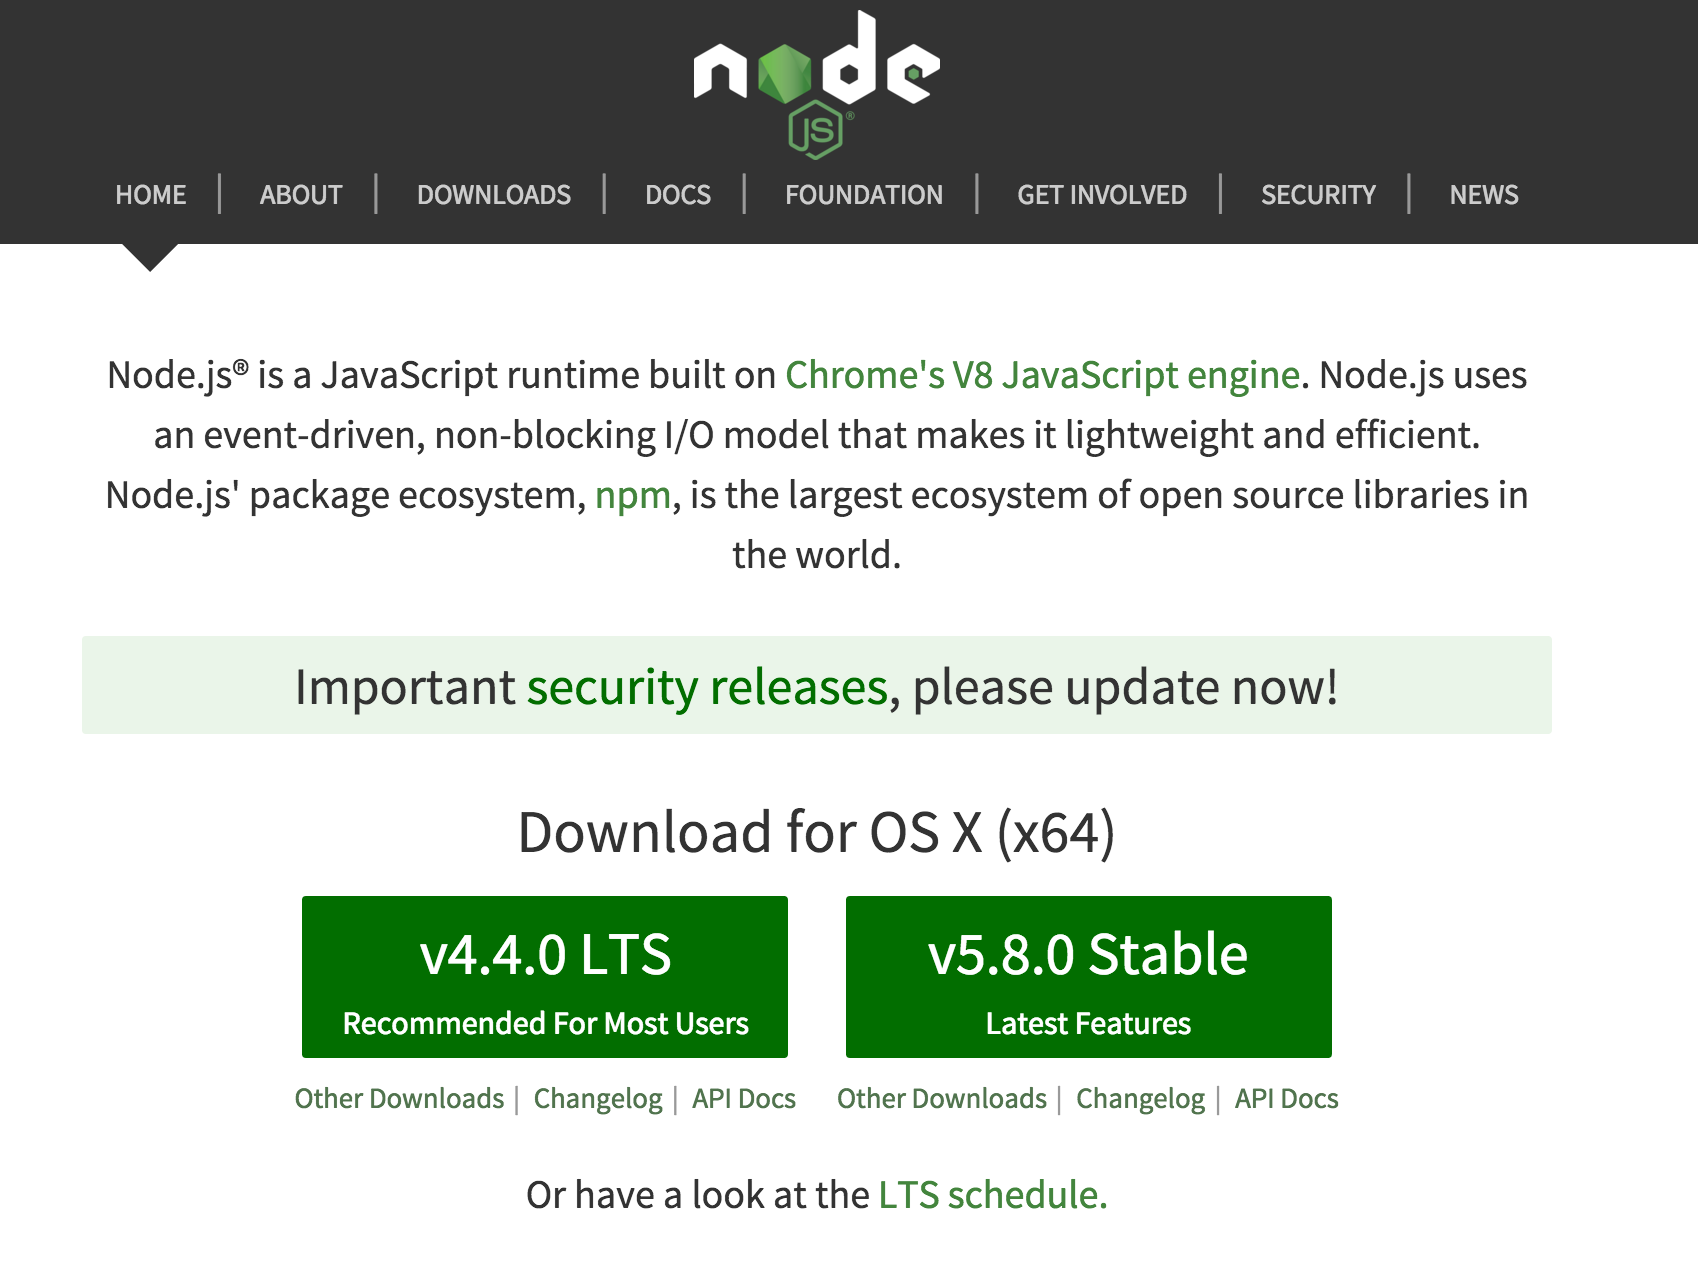 node
JS®
HOME | ABOUT | DOWNLOADS | DOCS | FOUNDATION | GET INVOLVED | SECURITY | NEWS
Node.js® is a JavaScript runtime built on Chrome's V8 JavaScript engine. Node.js uses
an event-driven, non-blocking I/O model that makes it lightweight and efficient.
Node.js' package ecosystem, npm, is the largest ecosystem of open source libraries in
the world.
Important security releases, please update now!
Download for OS X (x64)
v4.4.0 LTS
Recommended For Most Users
v5.8.0 Stable
Latest Features
Other Downloads | Changelog | API Docs
Other Downloads | Changelog | API Docs
Or have a look at the LTS schedule.